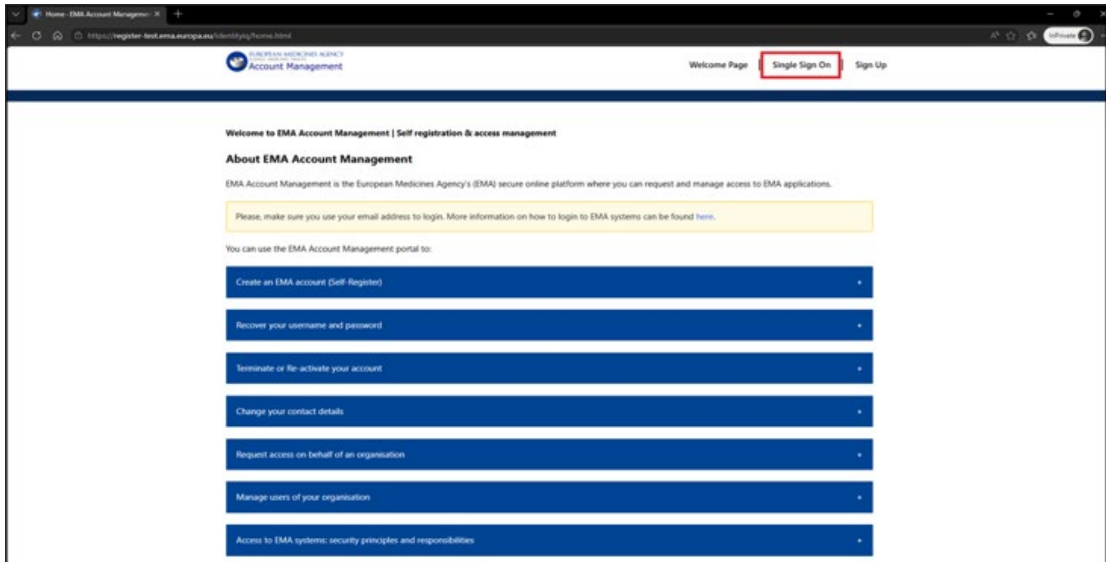 Home - EMA Account Managemen
https://register-test.ema.europa.eu/identityiq/home.html
InPrivate
EUROPEAN MEDICINES AGENCY
Account Management
Welcome Page | Single Sign On | Sign Up
Welcome to EMA Account Management | Self registration & access management
About EMA Account Management
EMA Account Management is the European Medicines Agency's (EMA) secure online platform where you can request and manage access to EMA applications.
Please, make sure you use your email address to login. More information on how to login to EMA systems can be found here.
You can use the EMA Account Management portal to:
Create an EMA account (Self-Register) +
Recover your username and password +
Terminate or Re-activate your account +
Change your contact details +
Request access on behalf of an organisation +
Manage users of your organisation +
Access to EMA systems: security principles and responsibilities +